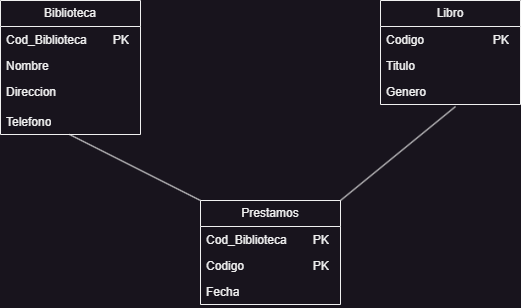 Biblioteca
Cod_Biblioteca PK
Nombre
Direccion
Telefono
Libro
Codigo PK
Titulo
Genero
Prestamos
Cod_Biblioteca PK
Codigo PK
Fecha